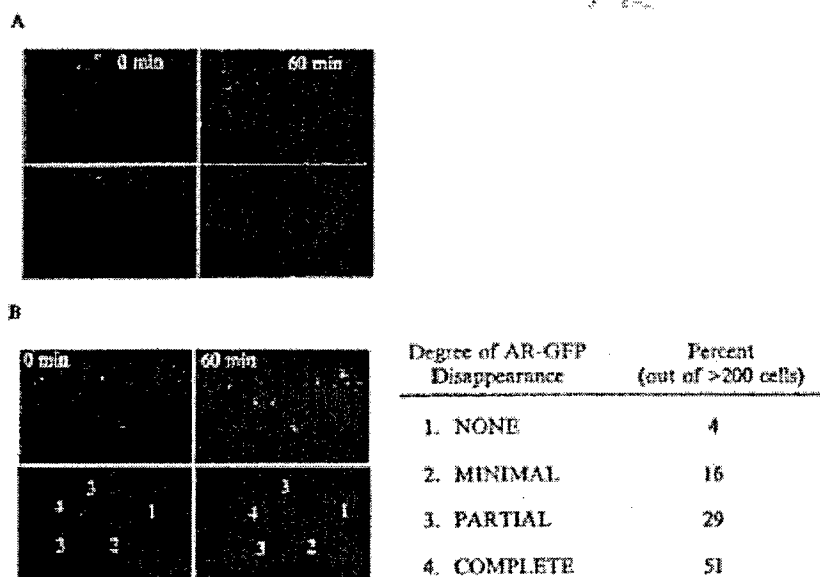 A
0 min 60 min
B
0 min 60 min
3 3
4 1 4 1
3 2 3 2
Degree of AR-GFP Percent
Disappearance (out of >200 cells)
1. NONE 4
2. MINIMAL 16
3. PARTIAL 29
4. COMPLETE 51